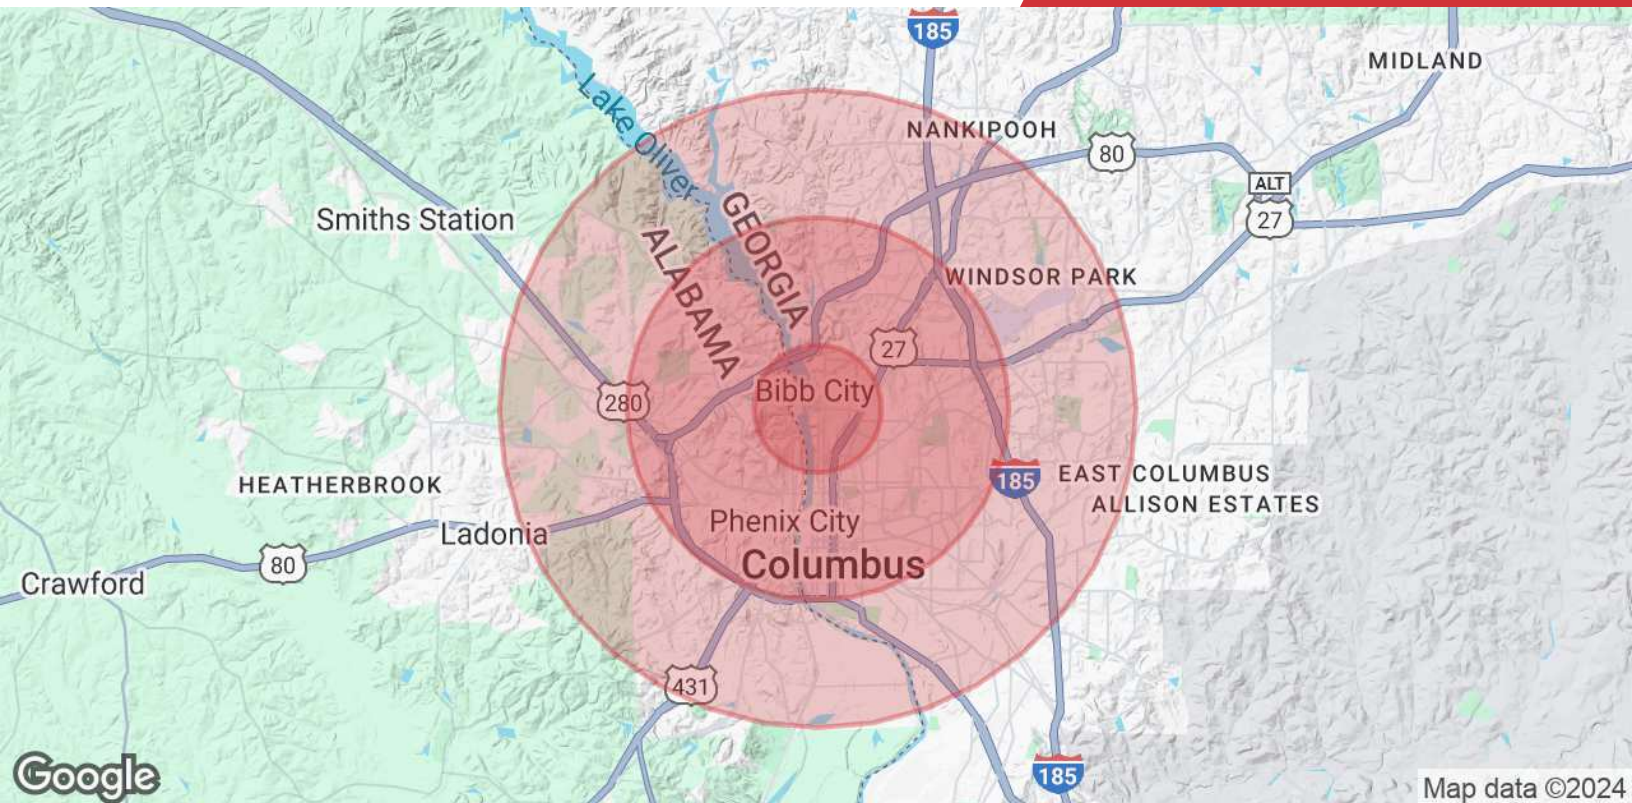 185
MIDLAND
Lake Oliver
NANKIPOOH
80
ALT
27
GEORGIA
Smiths Station
ALABAMA
WINDSOR PARK
27
Bibb City
280
HEATHERBROOK
185
EAST COLUMBUS
ALLISON ESTATES
Phenix City
Ladonia
80
Columbus
Crawford
431
185
Google
Map data ©2024